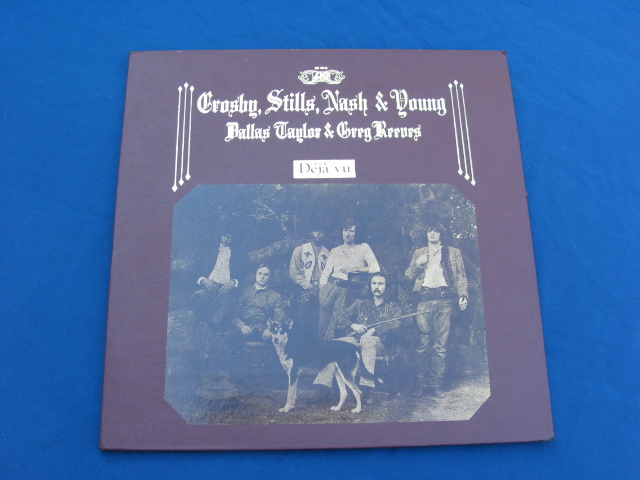 Crosby, Stills, Nash & Young
Dallas Taylor & Greg Reeves
Déjà vu